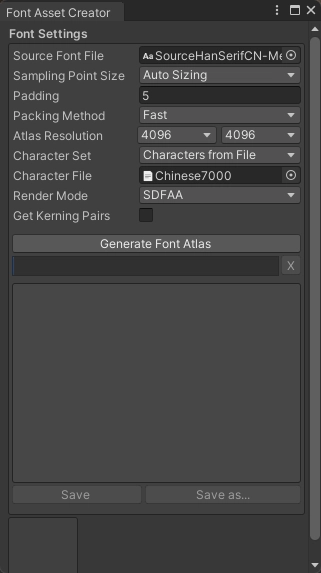 Font Asset Creator
Font Settings
Source Font File Aa SourceHanSerifCN-Me
Sampling Point Size Auto Sizing
Padding 5
Packing Method Fast
Atlas Resolution 4096 4096
Character Set Characters from File
Character File Chinese7000
Render Mode SDFAA
Get Kerning Pairs
Generate Font Atlas
X
Save Save as...